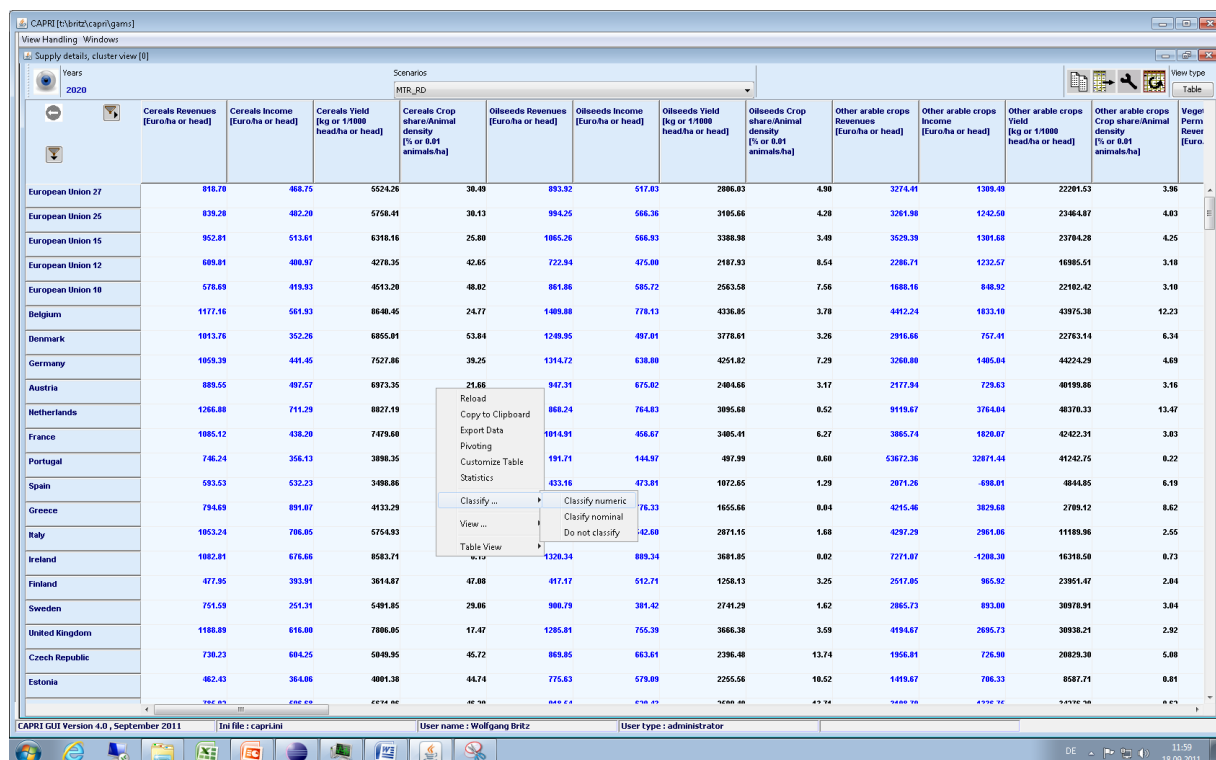 CAPRI [t:\britz\capri\gams]
View Handling Windows
Supply details, cluster view [0]
Years Scenarios View type
2020 MTR_RD Table
Cereals Revenues [Euro/ha or head] Cereals Income [Euro/ha or head] Cereals Yield [kg or 1/1000 head/ha or head] Cereals Crop share/Animal density [% or 0.01 animals/ha] Oilseeds Revenues [Euro/ha or head] Oilseeds Income [Euro/ha or head] Oilseeds Yield [kg or 1/1000 head/ha or head] Oilseeds Crop share/Animal density [% or 0.01 animals/ha] Other arable crops Revenues [Euro/ha or head] Other arable crops Income [Euro/ha or head] Other arable crops Yield [kg or 1/1000 head/ha or head] Other arable crops Crop share/Animal density [% or 0.01 animals/ha] Veget Perm Rever [Euro.
European Union 27 818.70 468.75 5524.26 30.49 893.92 517.03 2806.03 4.90 3274.41 1309.49 22201.53 3.96
European Union 25 839.28 482.20 5758.41 30.13 994.25 566.36 3105.66 4.28 3261.98 1242.50 23464.87 4.03
European Union 15 952.81 513.61 6318.16 25.80 1065.26 566.93 3388.98 3.49 3529.39 1301.68 23704.28 4.25
European Union 12 609.81 400.97 4278.35 42.65 722.94 475.00 2187.93 8.54 2286.71 1232.57 16985.51 3.18
European Union 10 578.69 419.93 4513.20 48.02 861.86 585.72 2563.58 7.56 1688.16 848.92 22102.42 3.10
Belgium 1177.16 561.93 8640.45 24.77 1409.88 778.13 4336.85 3.78 4412.24 1833.10 43975.38 12.23
Denmark 1013.76 352.26 6855.01 53.84 1249.95 497.01 3778.61 3.26 2916.66 757.41 22763.14 6.34
Germany 1059.39 441.45 7527.86 39.25 1314.72 638.80 4251.82 7.29 3260.80 1405.04 44224.29 4.69
Austria 889.55 497.57 6973.35 21.66 947.31 675.02 2404.66 3.17 2177.94 729.63 40199.86 3.16
Netherlands 1266.88 711.29 8827.19 868.24 764.83 3095.68 0.52 9119.67 3764.04 48370.33 13.47
France 1085.12 438.20 7479.60 1014.91 456.67 3405.41 6.27 3865.74 1820.07 42422.31 3.03
Portugal 746.24 356.13 3898.35 191.71 144.97 497.99 0.60 53672.36 32871.44 41242.75 0.22
Spain 593.53 532.23 3498.86 433.16 473.81 1072.65 1.29 2071.26 -698.01 4844.85 6.19
Greece 794.69 891.07 4133.29 76.33 1655.66 0.04 4215.46 3829.68 2709.12 8.62
Italy 1053.24 706.05 5754.93 42.60 2871.15 1.68 4297.29 2961.06 11189.96 2.55
Ireland 1082.81 676.66 8583.71 1320.34 889.34 3681.85 0.02 7271.07 -1208.30 16318.50 0.73
Finland 477.95 393.91 3614.87 47.08 417.17 512.71 1258.13 3.25 2517.05 965.92 23951.47 2.04
Sweden 751.59 251.31 5491.85 29.06 900.79 381.42 2741.29 1.62 2865.73 893.00 30978.91 3.04
United Kingdom 1188.89 616.00 7806.05 17.47 1285.81 755.39 3666.38 3.59 4194.67 2695.73 30938.21 2.92
Czech Republic 730.23 604.25 5049.95 45.72 869.85 663.61 2396.48 13.74 1956.81 726.90 20829.30 5.08
Estonia 462.43 364.06 4001.38 44.74 775.63 579.09 2255.56 10.52 1419.67 706.33 8587.71 0.81
Reload
Copy to Clipboard
Export Data
Pivoting
Customize Table
Statistics
Classify ...
View ...
Table View
Classify numeric
Clasify nominal
Do not classify
CAPRI GUI Version 4.0 , September 2011 Ini file : capri.ini User name : Wolfgang Britz User type : administrator
DE 11:59
18.09.2011